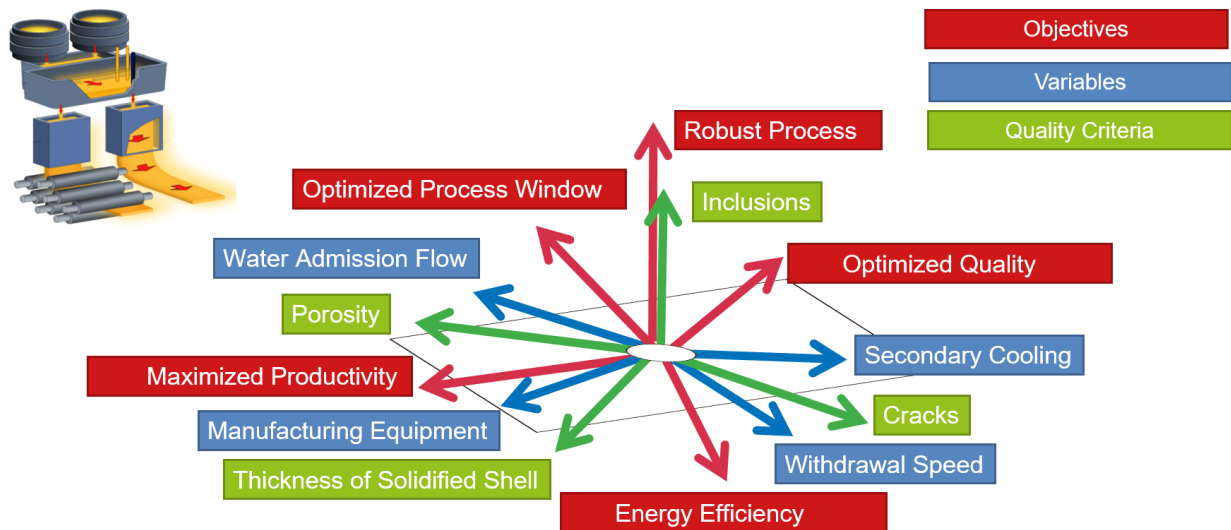 Objectives
Variables
Quality Criteria
Robust Process
Optimized Process Window
Inclusions
Water Admission Flow
Optimized Quality
Porosity
Secondary Cooling
Maximized Productivity
Cracks
Manufacturing Equipment
Withdrawal Speed
Thickness of Solidified Shell
Energy Efficiency